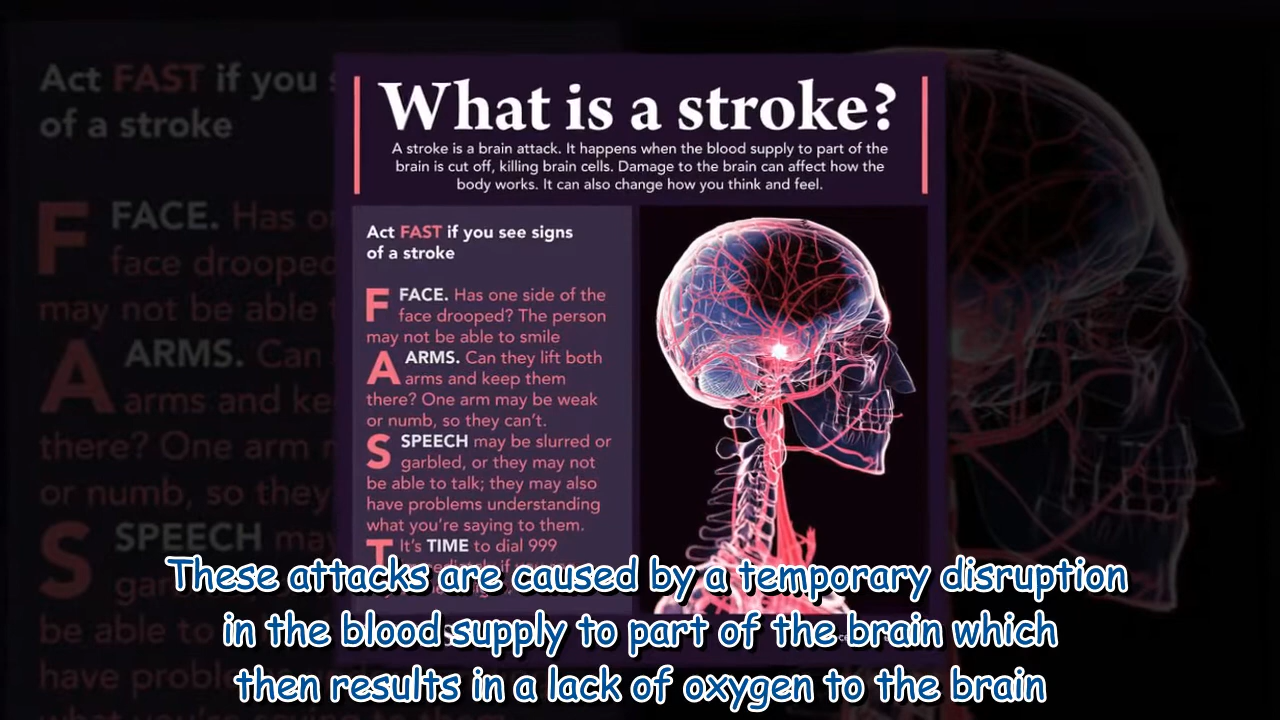 What is a stroke?
A stroke is a brain attack. It happens when the blood supply to part of the
brain is cut off, killing brain cells. Damage to the brain can affect how the
body works. It can also change how you think and feel.
Act FAST if you see signs
of a stroke
F FACE. Has one side of the
face drooped? The person
may not be able to smile
A ARMS. Can they lift both
arms and keep them
there? One arm may be weak
or numb, so they can't.
S SPEECH may be slurred or
garbled, or they may not
be able to talk; they may also
have problems understanding
what you're saying to them.
T It's TIME to dial 999
These attacks are caused by a temporary disruption
in the blood supply to part of the brain which
then results in a lack of oxygen to the brain
Act FAST if you
of a stroke
F FACE. Has
face drooped
may not be able
A ARMS. Can
arms and
there? One arm
or numb, so they
S SPEECH
be able to
have